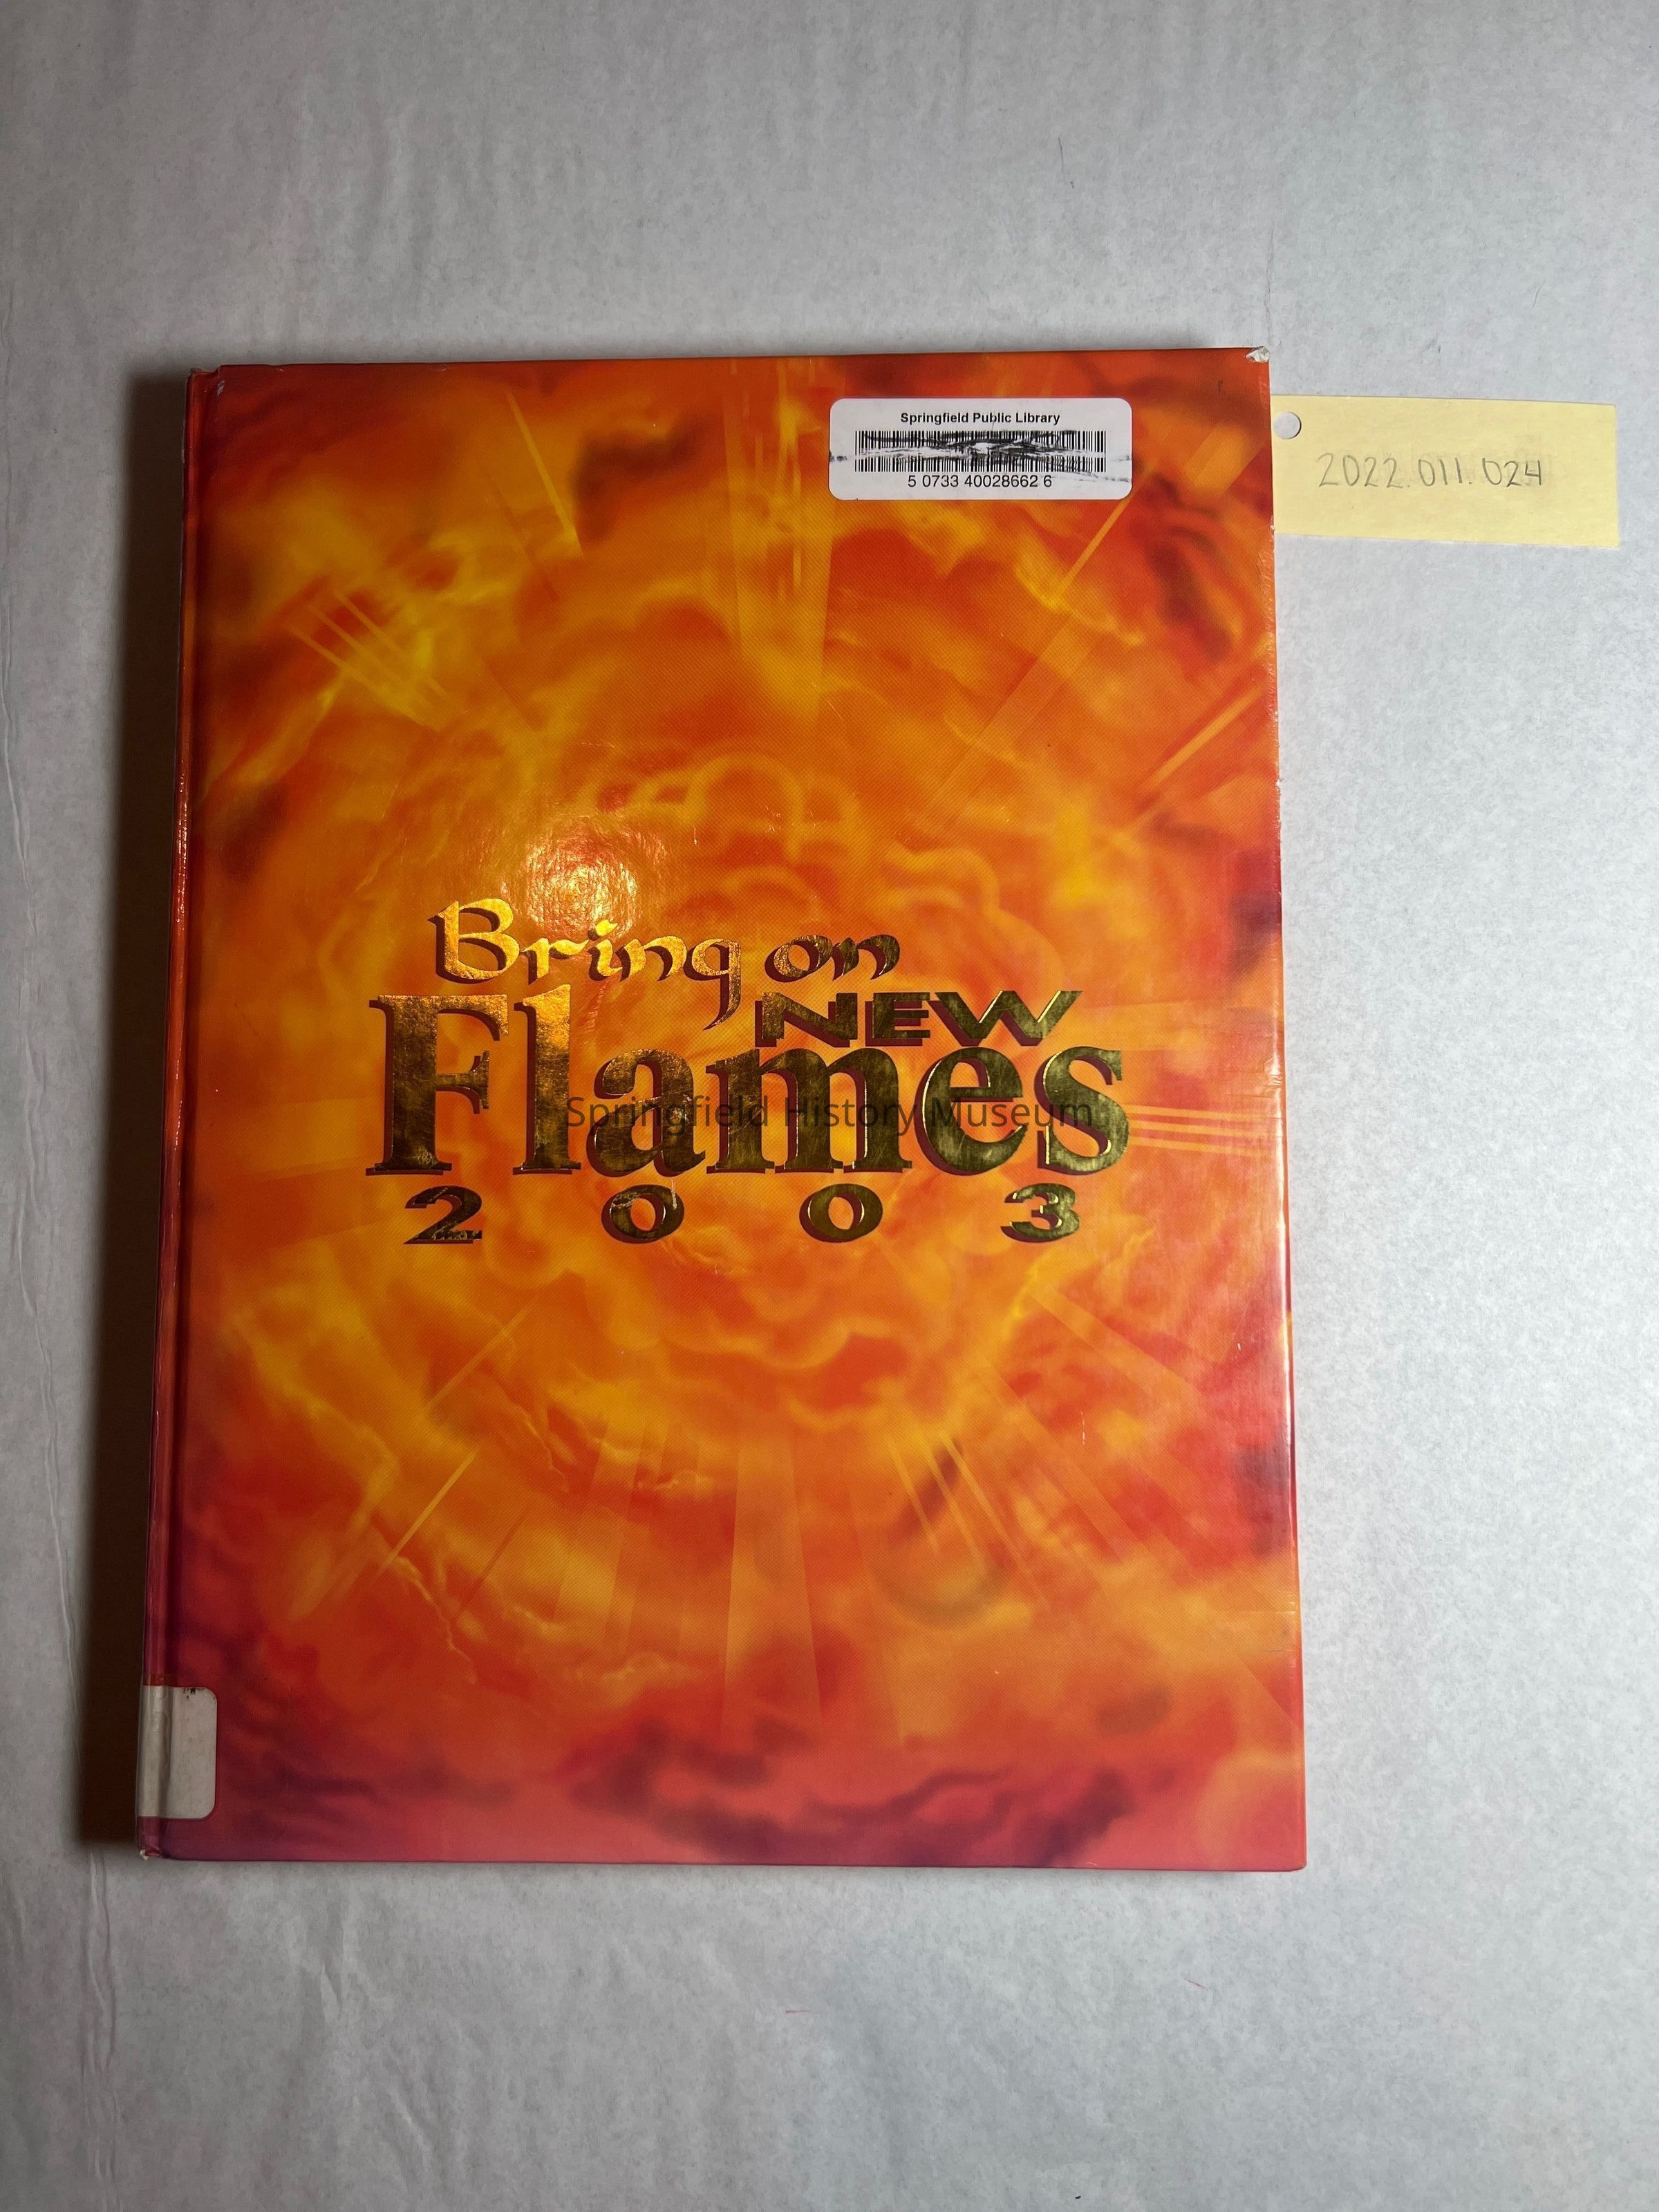 Springfield Public Library
5 0733 40028662 6
2022.011.024
Bring on
NEW
Flames
Springfield History Museum
2003